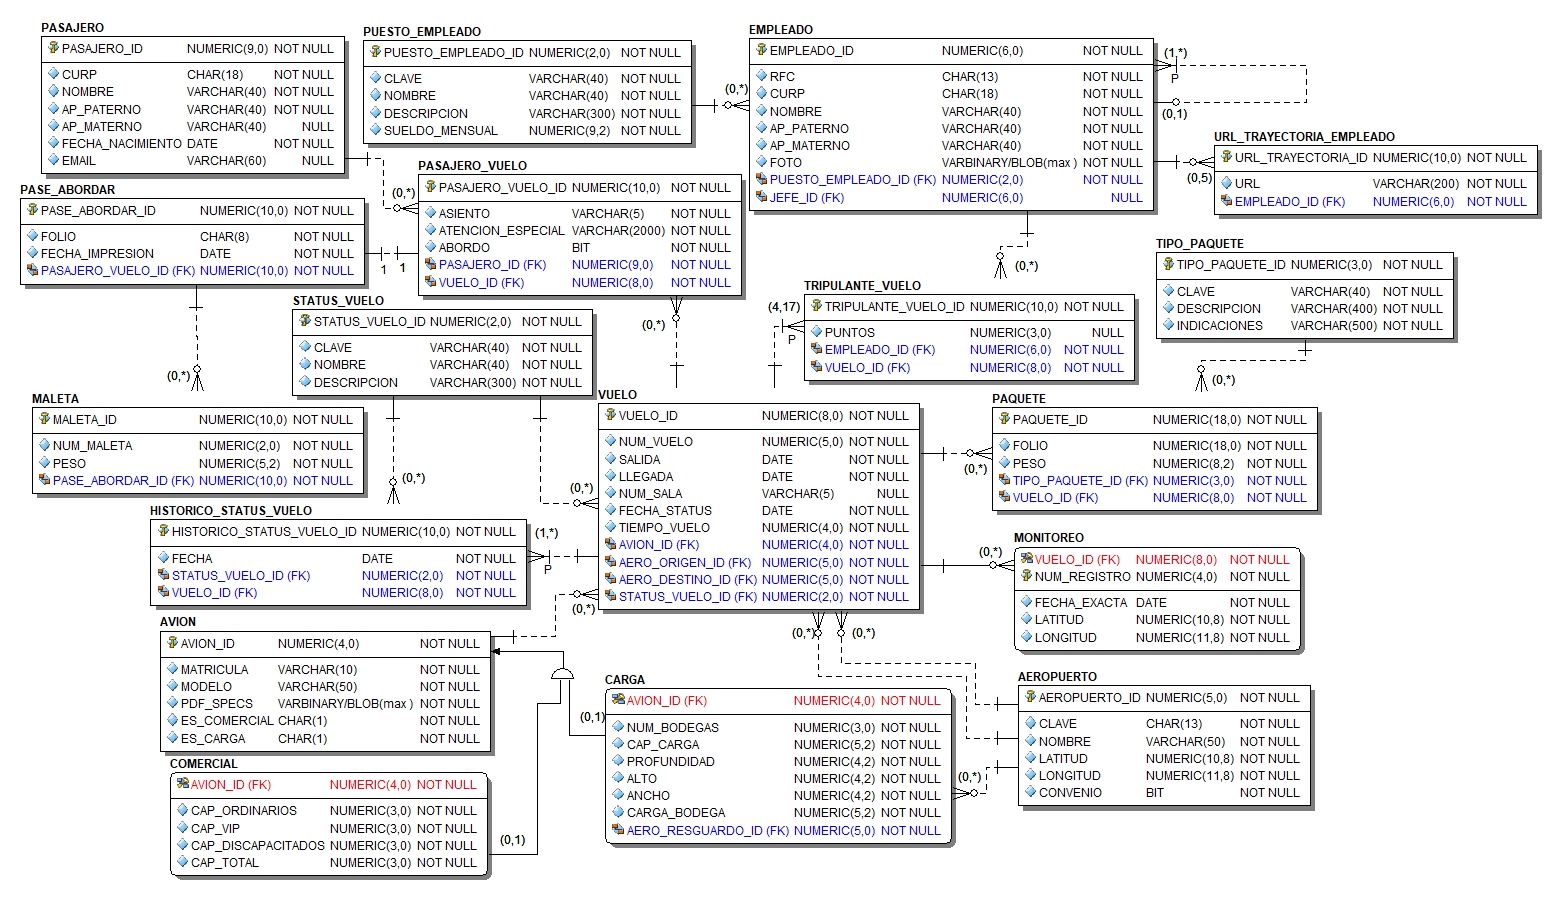 PASAJERO
PASAJERO_ID NUMERIC(9,0) NOT NULL
CURP CHAR(18) NOT NULL
NOMBRE VARCHAR(40) NOT NULL
AP_PATERNO VARCHAR(40) NOT NULL
AP_MATERNO VARCHAR(40) NULL
FECHA_NACIMIENTO DATE NOT NULL
EMAIL VARCHAR(60) NULL
PUESTO_EMPLEADO
PUESTO_EMPLEADO_ID NUMERIC(2,0) NOT NULL
CLAVE VARCHAR(40) NOT NULL
NOMBRE VARCHAR(40) NOT NULL
DESCRIPCION VARCHAR(300) NOT NULL
SUELDO_MENSUAL NUMERIC(9,2) NOT NULL
(0,*)
EMPLEADO
EMPLEADO_ID NUMERIC(6,0) NOT NULL
RFC CHAR(13) NOT NULL
CURP CHAR(18) NOT NULL
NOMBRE VARCHAR(40) NOT NULL
AP_PATERNO VARCHAR(40) NOT NULL
AP_MATERNO VARCHAR(40) NOT NULL
FOTO VARBINARY/BLOB(max ) NOT NULL
PUESTO_EMPLEADO_ID (FK) NUMERIC(2,0) NOT NULL
JEFE_ID (FK) NUMERIC(6,0) NULL
(1,*)
P
(0,1)
URL_TRAYECTORIA_EMPLEADO
URL_TRAYECTORIA_ID NUMERIC(10,0) NOT NULL
URL VARCHAR(200) NOT NULL
EMPLEADO_ID (FK) NUMERIC(6,0) NOT NULL
(0,5)
PASAJERO_VUELO
PASAJERO_VUELO_ID NUMERIC(10,0) NOT NULL
ASIENTO VARCHAR(5) NOT NULL
ATENCION_ESPECIAL VARCHAR(2000) NOT NULL
ABORDO BIT NOT NULL
PASAJERO_ID (FK) NUMERIC(9,0) NOT NULL
VUELO_ID (FK) NUMERIC(8,0) NOT NULL
(0,*)
PASE_ABORDAR
PASE_ABORDAR_ID NUMERIC(10,0) NOT NULL
FOLIO CHAR(8) NOT NULL
FECHA_IMPRESION DATE NOT NULL
PASAJERO_VUELO_ID (FK) NUMERIC(10,0) NOT NULL
1 1
(0,*)
(0,*)
(0,*)
TIPO_PAQUETE
TIPO_PAQUETE_ID NUMERIC(3,0) NOT NULL
CLAVE VARCHAR(40) NOT NULL
DESCRIPCION VARCHAR(400) NOT NULL
INDICACIONES VARCHAR(500) NOT NULL
(0,*)
TRIPULANTE_VUELO
TRIPULANTE_VUELO_ID NUMERIC(10,0) NOT NULL
PUNTOS NUMERIC(3,0) NULL
EMPLEADO_ID (FK) NUMERIC(6,0) NOT NULL
VUELO_ID (FK) NUMERIC(8,0) NOT NULL
(4,17)
P
STATUS_VUELO
STATUS_VUELO_ID NUMERIC(2,0) NOT NULL
CLAVE VARCHAR(40) NOT NULL
NOMBRE VARCHAR(40) NOT NULL
DESCRIPCION VARCHAR(300) NOT NULL
(0,*)
(0,*)
MALETA
MALETA_ID NUMERIC(10,0) NOT NULL
NUM_MALETA NUMERIC(2,0) NOT NULL
PESO NUMERIC(5,2) NOT NULL
PASE_ABORDAR_ID (FK) NUMERIC(10,0) NOT NULL
VUELO
VUELO_ID NUMERIC(8,0) NOT NULL
NUM_VUELO NUMERIC(5,0) NOT NULL
SALIDA DATE NOT NULL
LLEGADA DATE NOT NULL
NUM_SALA VARCHAR(5) NULL
FECHA_STATUS DATE NOT NULL
TIEMPO_VUELO NUMERIC(4,0) NOT NULL
AVION_ID (FK) NUMERIC(4,0) NOT NULL
AERO_ORIGEN_ID (FK) NUMERIC(5,0) NOT NULL
AERO_DESTINO_ID (FK) NUMERIC(5,0) NOT NULL
STATUS_VUELO_ID (FK) NUMERIC(2,0) NOT NULL
PAQUETE
PAQUETE_ID NUMERIC(18,0) NOT NULL
FOLIO NUMERIC(18,0) NOT NULL
PESO NUMERIC(8,2) NOT NULL
TIPO_PAQUETE_ID (FK) NUMERIC(3,0) NOT NULL
VUELO_ID (FK) NUMERIC(8,0) NOT NULL
(0,*)
HISTORICO_STATUS_VUELO
HISTORICO_STATUS_VUELO_ID NUMERIC(10,0) NOT NULL
FECHA DATE NOT NULL
STATUS_VUELO_ID (FK) NUMERIC(2,0) NOT NULL
VUELO_ID (FK) NUMERIC(8,0) NOT NULL
(1,*)
P
(0,*)
MONITOREO
VUELO_ID (FK) NUMERIC(8,0) NOT NULL
NUM_REGISTRO NUMERIC(4,0) NOT NULL
FECHA_EXACTA DATE NOT NULL
LATITUD NUMERIC(10,8) NOT NULL
LONGITUD NUMERIC(11,8) NOT NULL
(0,*)
(0,*) (0,*)
AVION
AVION_ID NUMERIC(4,0) NOT NULL
MATRICULA VARCHAR(10) NOT NULL
MODELO VARCHAR(50) NOT NULL
PDF_SPECS VARBINARY/BLOB(max ) NOT NULL
ES_COMERCIAL CHAR(1) NOT NULL
ES_CARGA CHAR(1) NOT NULL
CARGA
AVION_ID (FK) NUMERIC(4,0) NOT NULL
NUM_BODEGAS NUMERIC(3,0) NOT NULL
CAP_CARGA NUMERIC(5,2) NOT NULL
PROFUNDIDAD NUMERIC(4,2) NOT NULL
ALTO NUMERIC(4,2) NOT NULL
ANCHO NUMERIC(4,2) NOT NULL
CARGA_BODEGA NUMERIC(5,2) NOT NULL
AERO_RESGUARDO_ID (FK) NUMERIC(5,0) NOT NULL
(0,1)
(0,*)
AEROPUERTO
AEROPUERTO_ID NUMERIC(5,0) NOT NULL
CLAVE CHAR(13) NOT NULL
NOMBRE VARCHAR(50) NOT NULL
LATITUD NUMERIC(10,8) NOT NULL
LONGITUD NUMERIC(11,8) NOT NULL
CONVENIO BIT NOT NULL
COMERCIAL
AVION_ID (FK) NUMERIC(4,0) NOT NULL
CAP_ORDINARIOS NUMERIC(3,0) NOT NULL
CAP_VIP NUMERIC(3,0) NOT NULL
CAP_DISCAPACITADOS NUMERIC(3,0) NOT NULL
CAP_TOTAL NUMERIC(3,0) NOT NULL
(0,1)